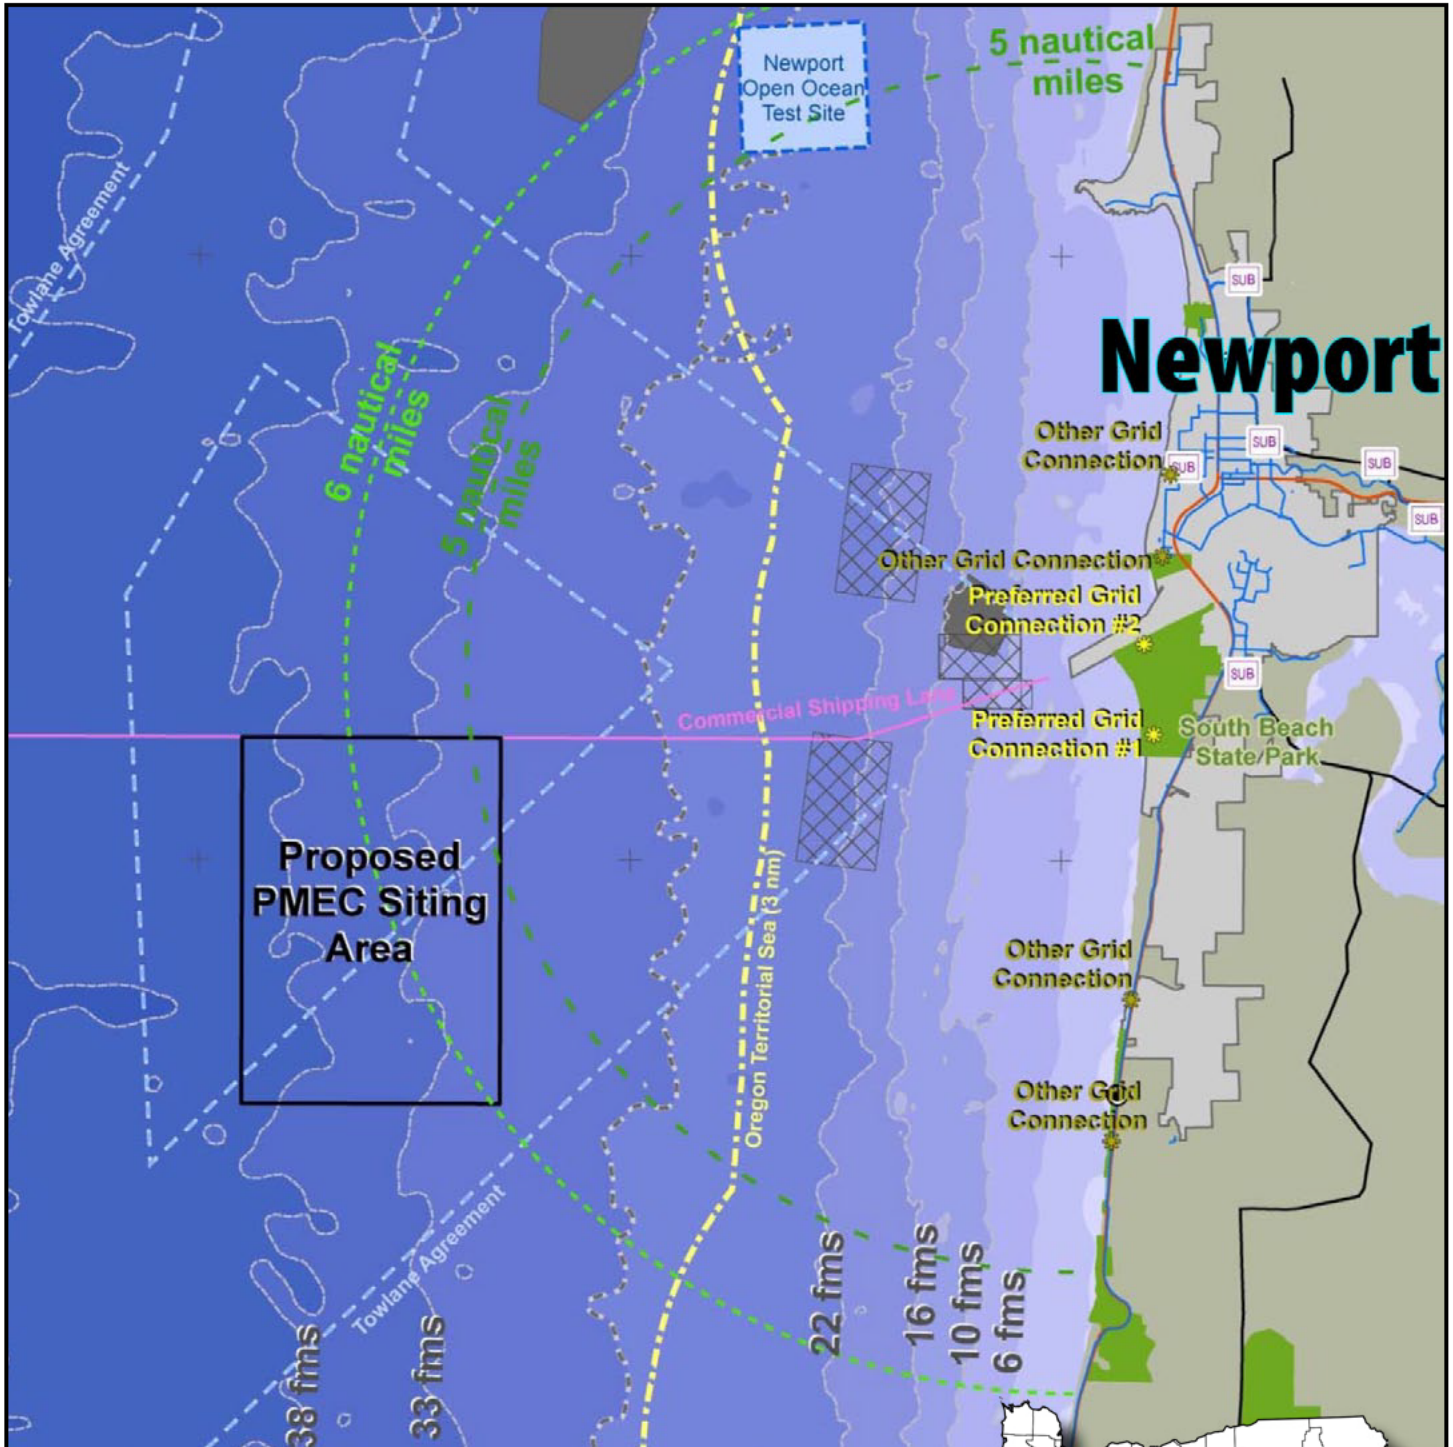 5 nautical
miles
Newport
Open Ocean
Test Site
Towlane Agreement
SUB
Newport
6 nautical
miles
5 nautical
miles
Other Grid
Connection
SUB
SUB
SUB
SUB
Other Grid Connection
Preferred Grid
Connection #2
SUB
Commercial Shipping Lane
Preferred Grid
Connection #1
South Beach
State Park
Proposed
PMEC Siting
Area
Oregon Territorial Sea (3 nm)
Other Grid
Connection
Other Grid
Connection
Towlane Agreement
38 fms
33 fms
22 fms
16 fms
10 fms
6 fms